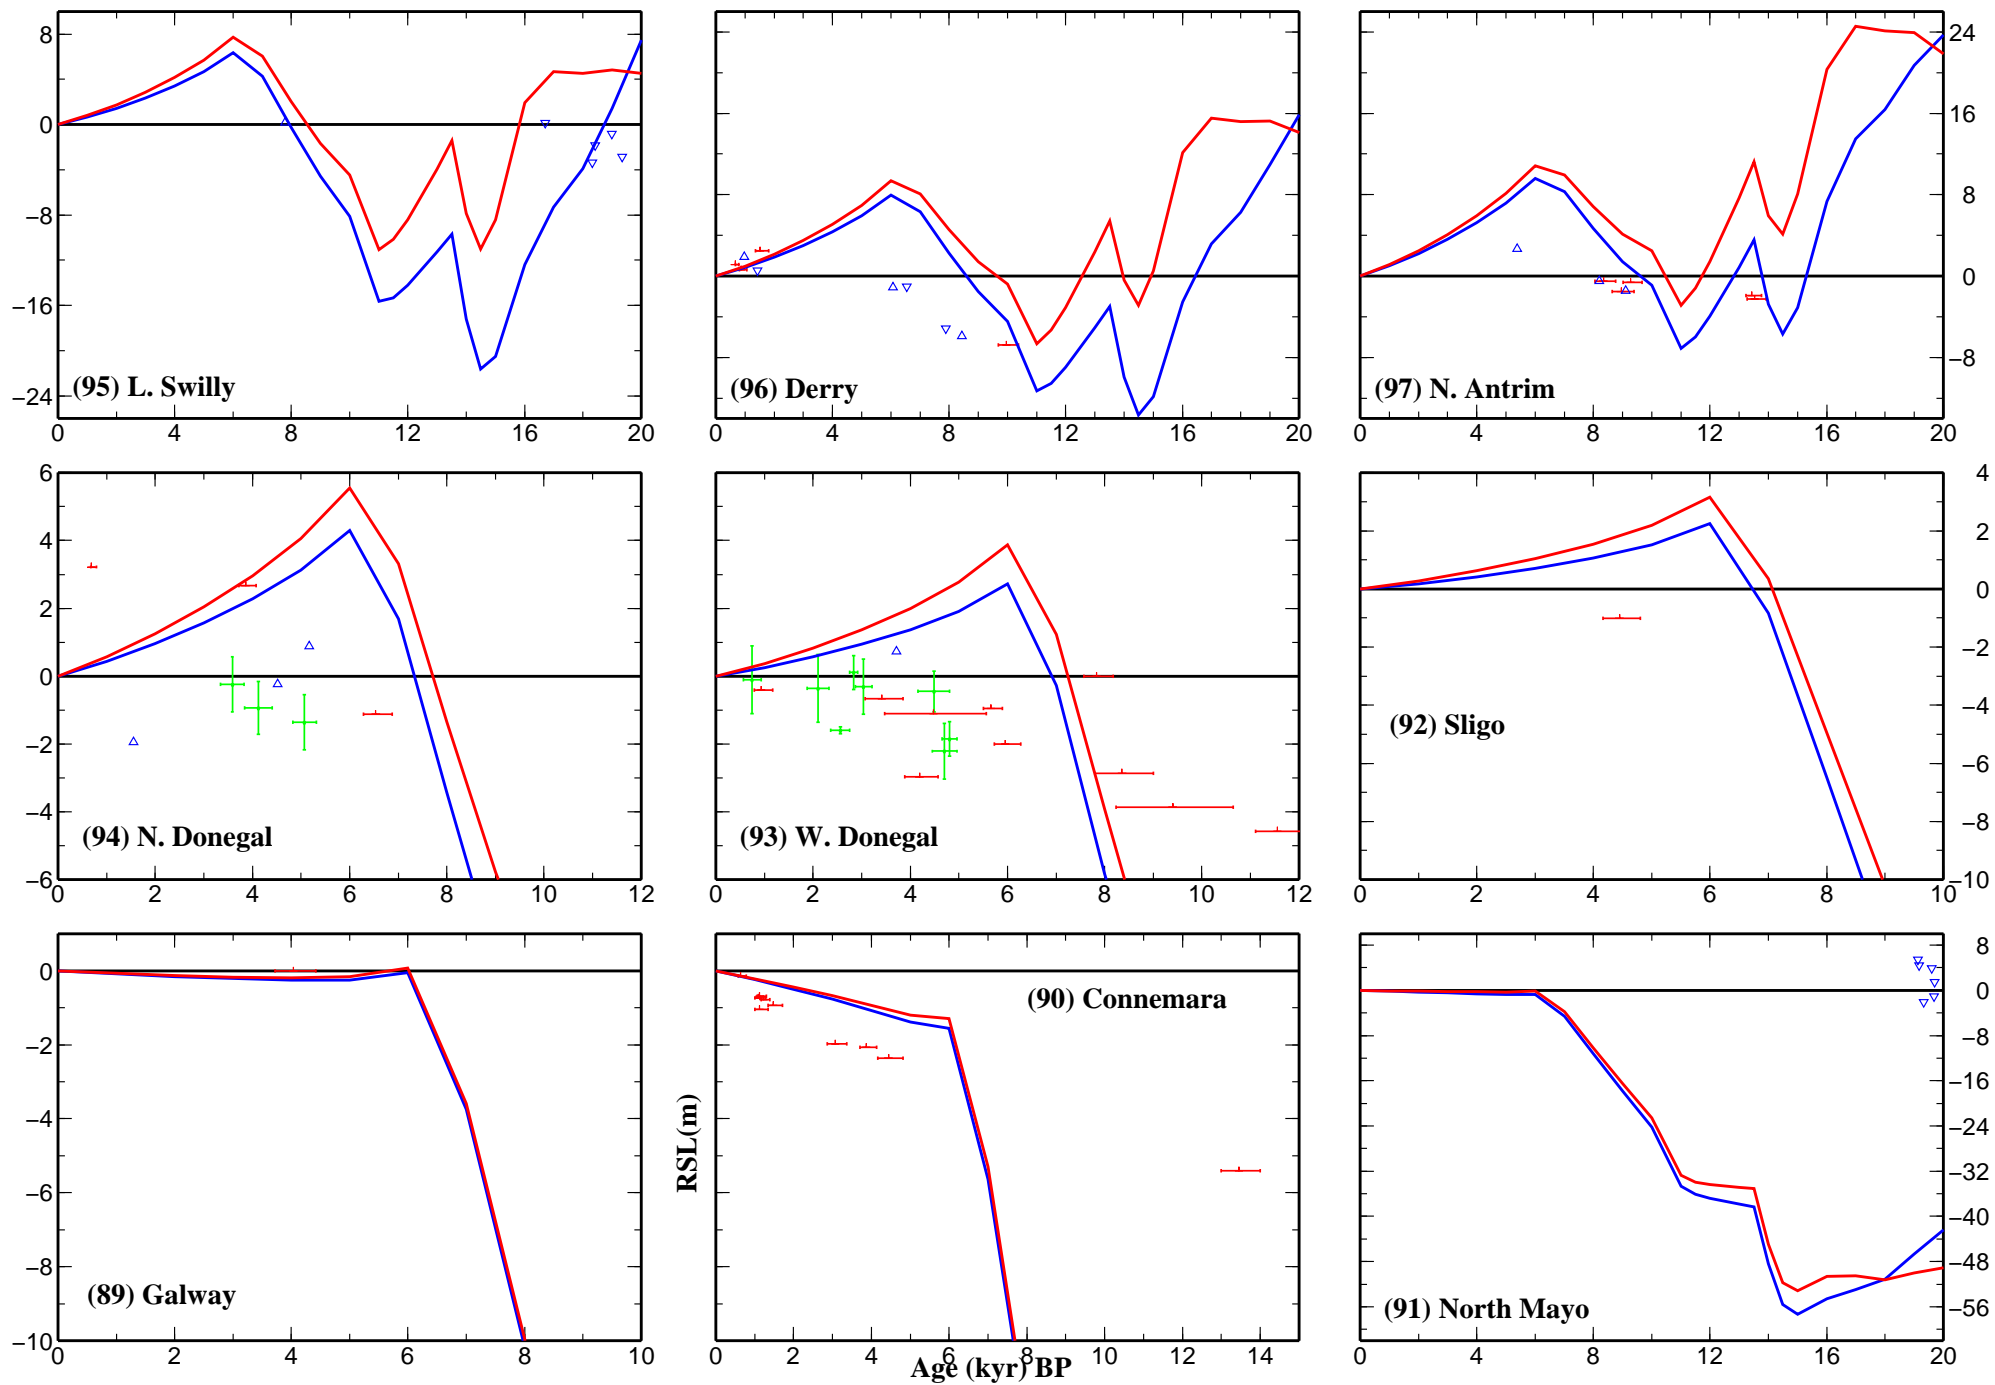 8
0
−8
−16
−24
(95) L. Swilly
0 4 8 12 16 20
(96) Derry
0 4 8 12 16 20
24
16
8
0
−8
(97) N. Antrim
0 4 8 12 16 20
6
4
2
0
−2
−4
−6
(94) N. Donegal
0 2 4 6 8 10 12
(93) W. Donegal
0 2 4 6 8 10 12
4
2
0
−2
−4
−6
−8
−10
(92) Sligo
0 2 4 6 8 10
0
−2
−4
−6
−8
−10
(89) Galway
0 2 4 6 8 10
RSL(m)
(90) Connemara
0 2 4 6 8 10 12 14
Age (kyr) BP
8
0
−8
−16
−24
−32
−40
−48
−56
(91) North Mayo
0 4 8 12 16 20